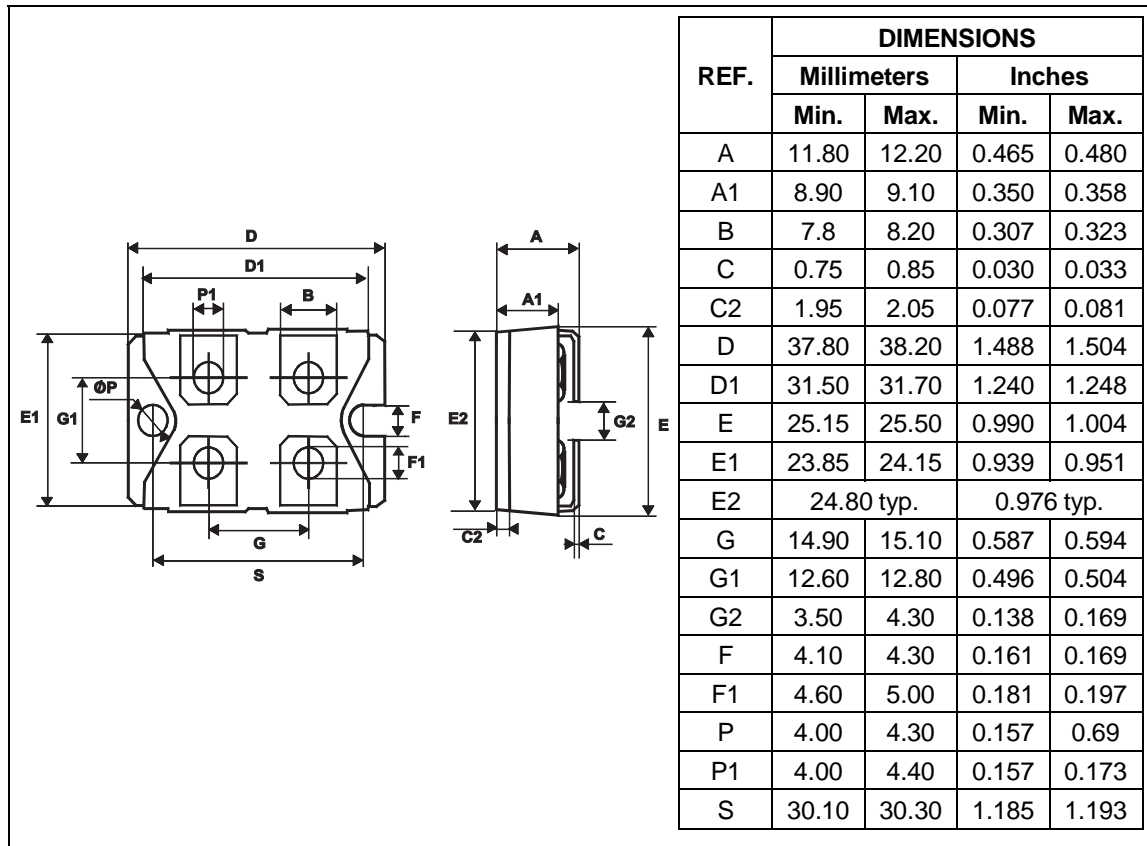 D
D1
P1 B
ØP
E1 G1
F
F1
G
S
A
A1
E2 G2 E
C2 C
REF. DIMENSIONS
Millimeters Inches
Min. Max. Min. Max.
A 11.80 12.20 0.465 0.480
A1 8.90 9.10 0.350 0.358
B 7.8 8.20 0.307 0.323
C 0.75 0.85 0.030 0.033
C2 1.95 2.05 0.077 0.081
D 37.80 38.20 1.488 1.504
D1 31.50 31.70 1.240 1.248
E 25.15 25.50 0.990 1.004
E1 23.85 24.15 0.939 0.951
E2 24.80 typ. 0.976 typ.
G 14.90 15.10 0.587 0.594
G1 12.60 12.80 0.496 0.504
G2 3.50 4.30 0.138 0.169
F 4.10 4.30 0.161 0.169
F1 4.60 5.00 0.181 0.197
P 4.00 4.30 0.157 0.69
P1 4.00 4.40 0.157 0.173
S 30.10 30.30 1.185 1.193